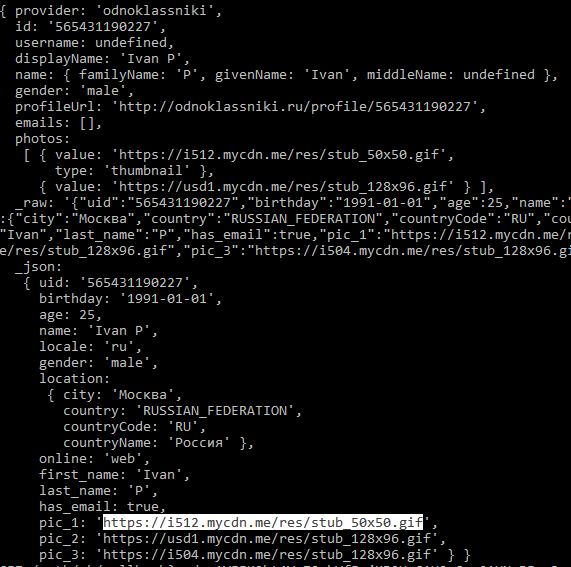 { provider: 'odnoklassniki',
id: '565431190227',
username: undefined,
displayName: 'Ivan P',
name: { familyName: 'P', givenName: 'Ivan', middleName: undefined },
gender: 'male',
profileUrl: 'http://odnoklassniki.ru/profile/565431190227',
emails: [],
photos:
[ { value: 'https://i512.mycdn.me/res/stub_50x50.gif',
type: 'thumbnail' },
{ value: 'https://usd1.mycdn.me/res/stub_128x96.gif' } ],
_raw: '{"uid":"565431190227","birthday":"1991-01-01","age":25,"name":"
:{"city":"Москва","country":"RUSSIAN_FEDERATION","countryCode":"RU","cou
"Ivan","last_name":"P","has_email":true,"pic_1":"https://i512.mycdn.me/r
e/res/stub_128x96.gif","pic_3":"https://i504.mycdn.me/res/stub_128x96.gi
_json:
{ uid: '565431190227',
birthday: '1991-01-01',
age: 25,
name: 'Ivan P',
locale: 'ru',
gender: 'male',
location:
{ city: 'Москва',
country: 'RUSSIAN_FEDERATION',
countryCode: 'RU',
countryName: 'Россия' },
online: 'web',
first_name: 'Ivan',
last_name: 'P',
has_email: true,
pic_1: 'https://i512.mycdn.me/res/stub_50x50.gif',
pic_2: 'https://usd1.mycdn.me/res/stub_128x96.gif',
pic_3: 'https://i504.mycdn.me/res/stub_128x96.gif' } }